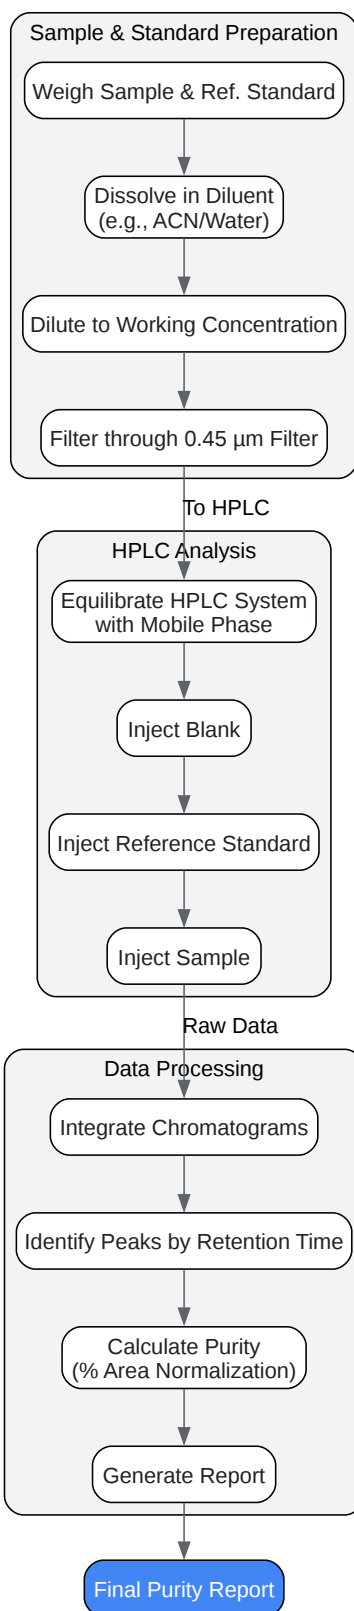 Sample & Standard Preparation
Weigh Sample & Ref. Standard
Dissolve in Diluent
(e.g., ACN/Water)
Dilute to Working Concentration
Filter through 0.45 µm Filter
To HPLC
HPLC Analysis
Equilibrate HPLC System
with Mobile Phase
Inject Blank
Inject Reference Standard
Inject Sample
Raw Data
Data Processing
Integrate Chromatograms
Identify Peaks by Retention Time
Calculate Purity
(% Area Normalization)
Generate Report
Final Purity Report